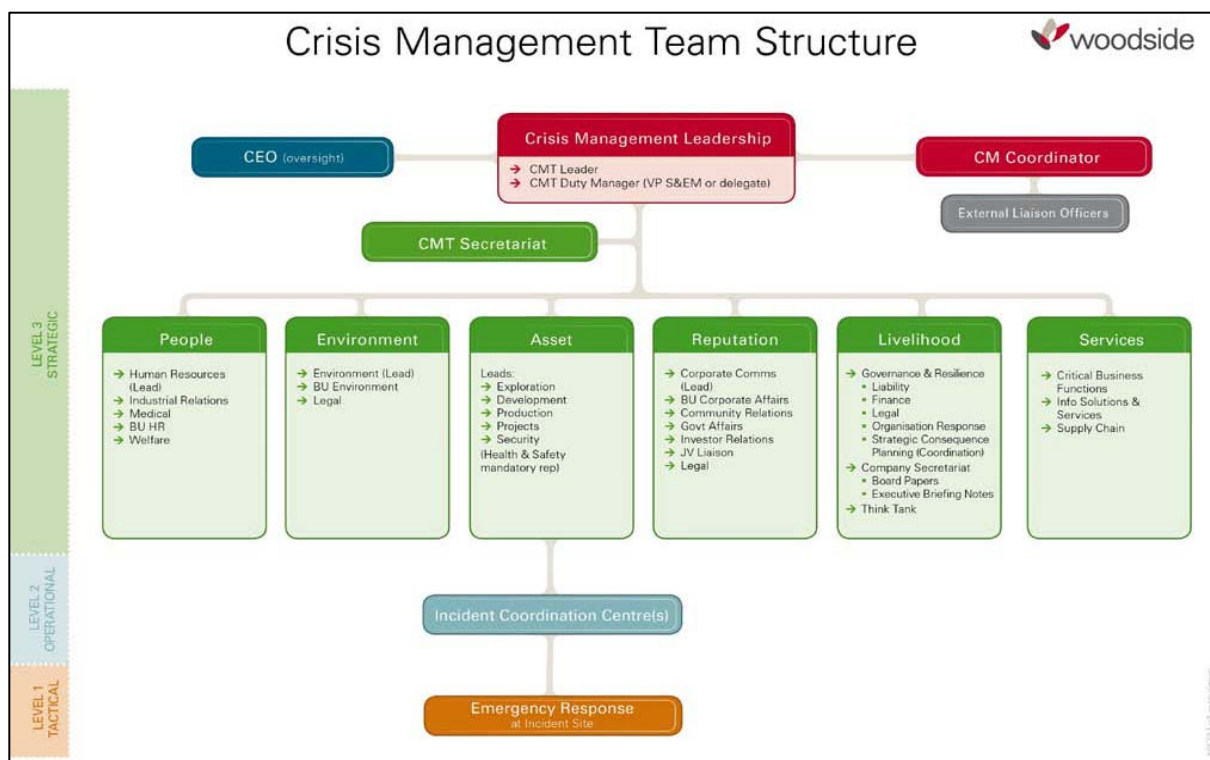 Crisis Management Team Structure
woodside
CEO (oversight)
Crisis Management Leadership
→ CMT Leader
→ CMT Duty Manager (VP S&EM or delegate)
CM Coordinator
External Liaison Officers
CMT Secretariat
LEVEL 3
STRATEGIC
People
→ Human Resources
(Lead)
→ Industrial Relations
→ Medical
→ BU HR
→ Welfare
Environment
→ Environment (Lead)
→ BU Environment
→ Legal
Asset
Leads:
→ Exploration
→ Development
→ Production
→ Projects
→ Security
(Health & Safety
mandatory rep)
Reputation
→ Corporate Comms
(Lead)
→ BU Corporate Affairs
→ Community Relations
→ Govt Affairs
→ Investor Relations
→ JV Liaison
→ Legal
Livelihood
→ Governance & Resilience
▪ Liability
▪ Finance
▪ Legal
▪ Organisation Response
▪ Strategic Consequence
Planning (Coordination)
→ Company Secretariat
▪ Board Papers
▪ Executive Briefing Notes
→ Think Tank
Services
→ Critical Business
Functions
→ Info Solutions &
Services
→ Supply Chain
LEVEL 2
OPERATIONAL
Incident Coordination Centre(s)
LEVEL 1
TACTICAL
Emergency Response
at Incident Site